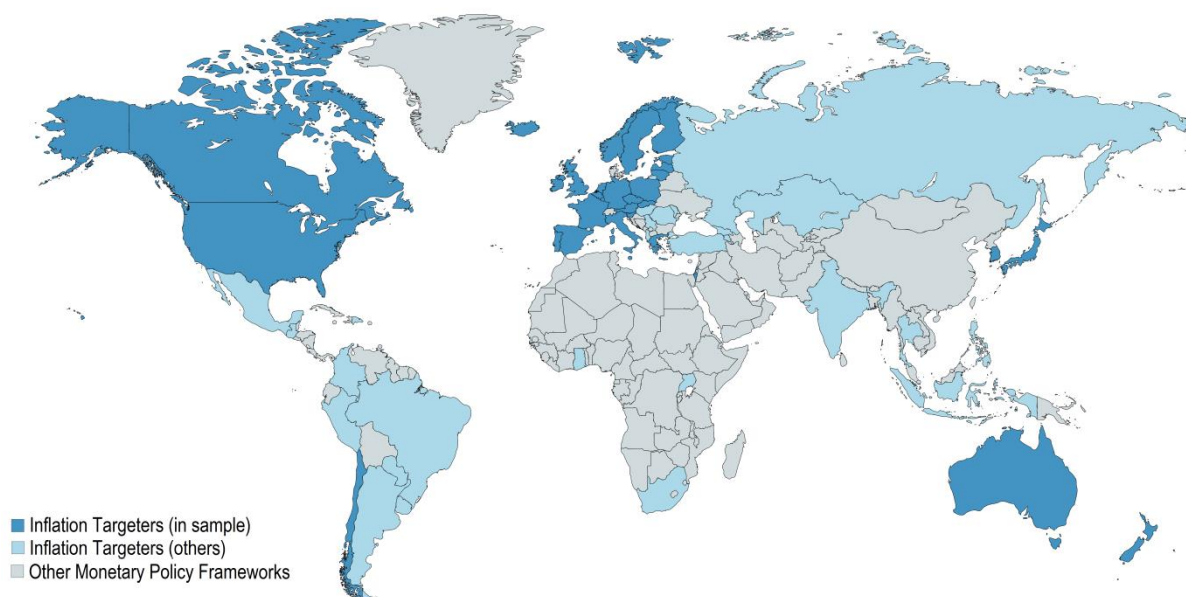 Inflation Targeters (in sample)
Inflation Targeters (others)
Other Monetary Policy Frameworks